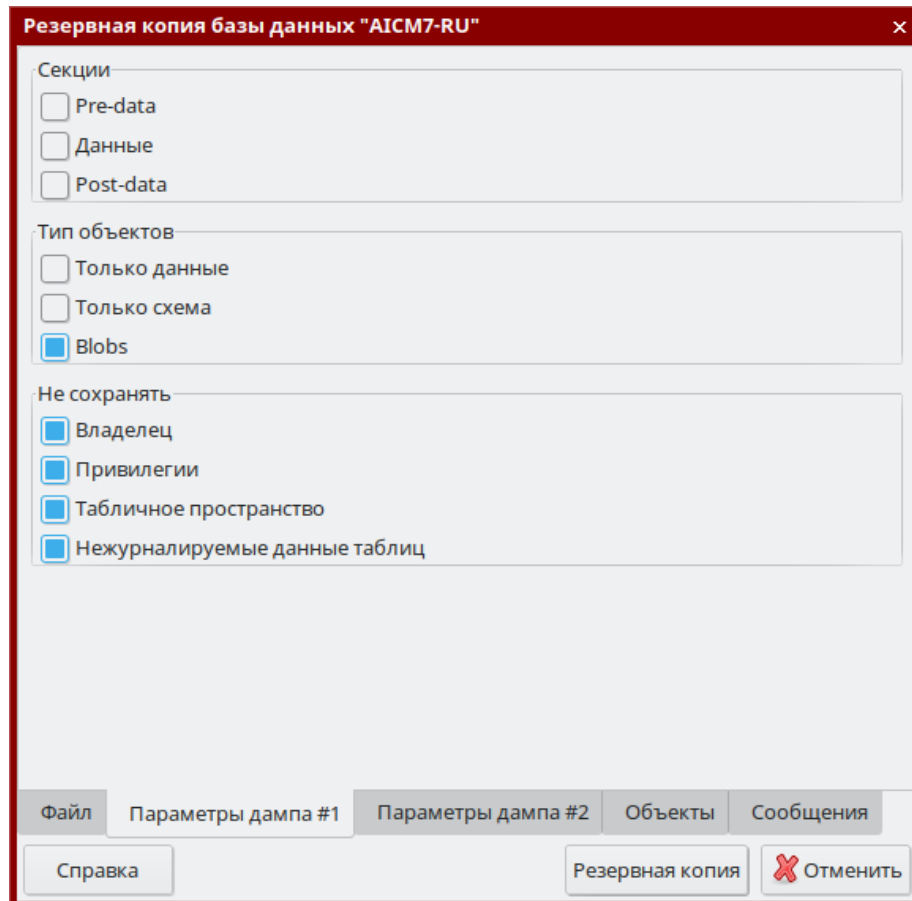 Резервная копия базы данных "AICM7-RU"
Секции
Pre-data
Данные
Post-data
Тип объектов
Только данные
Только схема
Blobs
Не сохранять
Владелец
Привилегии
Табличное пространство
Нежурналируемые данные таблиц
Файл Параметры дампа #1 Параметры дампа #2 Объекты Сообщения
Справка Резервная копия Отменить